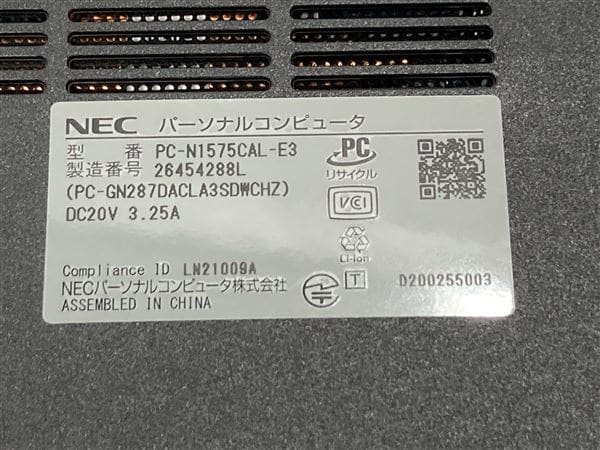 NEC パーソナルコンピュータ
型 番 PC-N1575CAL-E3
製造番号 26454288L
(PC-GN287DACLA3SDWCHZ)
DC20V 3.25A
PC
リサイクル
VCI
Li-ion
Compliance ID LN21009A
NECパーソナルコンピュータ株式会社
ASSEMBLED IN CHINA
T
D200255003